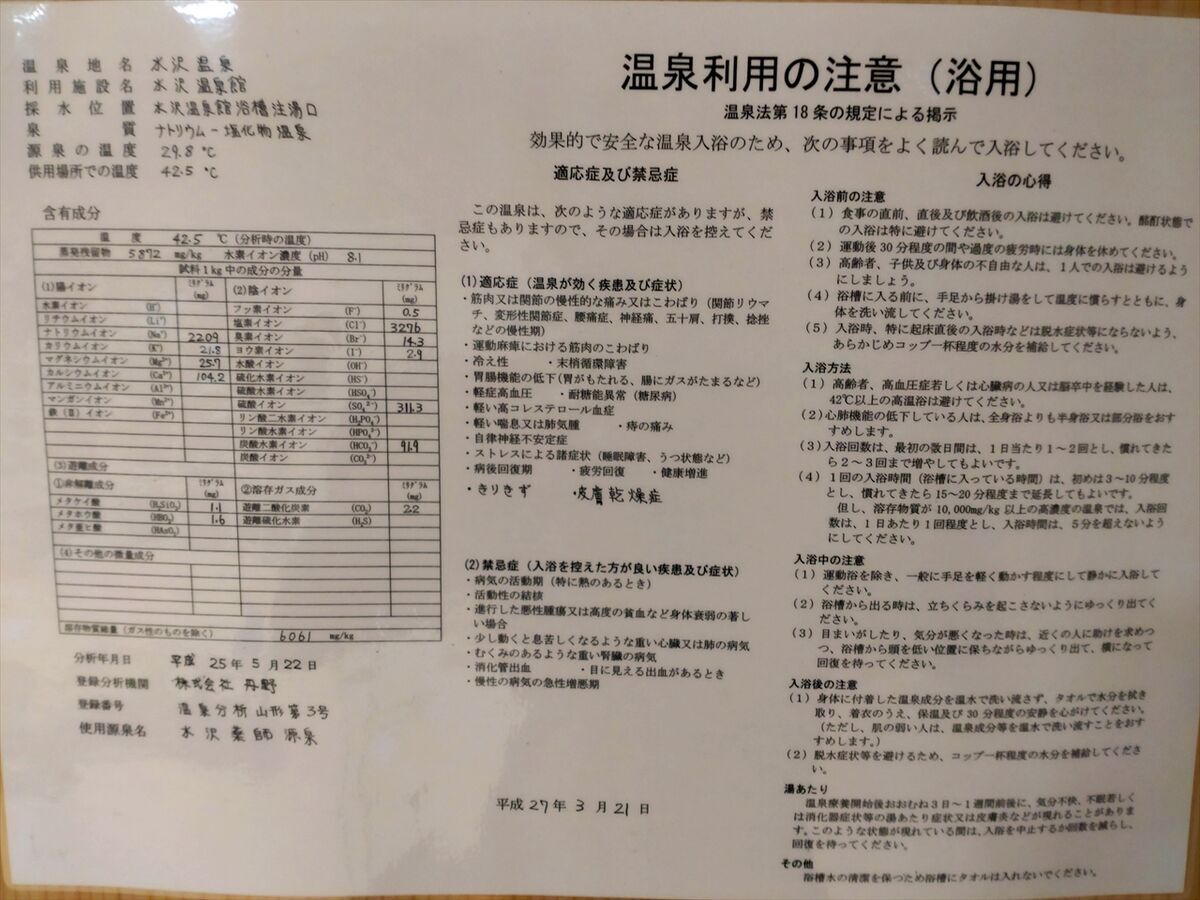 温泉地名 水沢温泉
利用施設名 水沢温泉館
採水位置 水沢温泉館浴槽注湯口
泉質 ナトリウム-塩化物温泉
源泉の温度 29.8 ℃
供用場所での温度 42.5 ℃
含有成分
温度 42.5 ℃(分析時の温度)
蒸発残留物 5872 mg/kg 水素イオン濃度(pH) 8.1
試料1kg中の成分の分量
(1)陽イオン ミリグラム(mg) (2)陰イオン ミリグラム(mg)
水素イオン (H⁺) フッ素イオン (F⁻) 0.5
リチウムイオン (Li⁺) 塩素イオン (Cl⁻) 3276
ナトリウムイオン (Na⁺) 2209 臭素イオン (Br⁻) 14.3
カリウムイオン (K⁺) 21.8 ヨウ素イオン (I⁻) 2.9
マグネシウムイオン (Mg²⁺) 25.7 水酸イオン (OH⁻)
カルシウムイオン (Ca²⁺) 104.2 硫化水素イオン (HS⁻)
アルミニウムイオン (Al³⁺) 硫酸水素イオン (HSO₄⁻)
マンガンイオン (Mn²⁺) 硫酸イオン (SO₄²⁻) 311.3
鉄(Ⅱ)イオン (Fe²⁺) リン酸二水素イオン (H₂PO₄⁻)
リン酸水素イオン (HPO₄²⁻)
炭酸水素イオン (HCO₃⁻) 91.9
炭酸イオン (CO₃²⁻)
(3)遊離成分
①非解離成分 ミリグラム(mg) ②溶存ガス成分 ミリグラム(mg)
メタケイ酸 (H₂SiO₃) 1.1 遊離二酸化炭素 (CO₂) 2.2
メタホウ酸 (HBO₂) 1.6 遊離硫化水素 (H₂S)
メタ亜ヒ酸 (HAsO₂)
(4)その他の微量成分
溶存物質総量(ガス性のものを除く) 6061 mg/kg
分析年月日 平成 25年 5月 22日
登録分析機関 株式会社 丹野
登録番号 温泉分析 山形 第3号
使用源泉名 水沢薬師源泉
温泉利用の注意(浴用)
温泉法第18条の規定による掲示
効果的で安全な温泉入浴のため、次の事項をよく読んで入浴してください。
適応症及び禁忌症
この温泉は、次のような適応症がありますが、禁
忌症もありますので、その場合は入浴を控えてくだ
さい。
(1)適応症(温泉が効く疾患及び症状)
・筋肉又は関節の慢性的な痛み又はこわばり(関節リウマ
チ、変形性関節症、腰痛症、神経痛、五十肩、打撲、捻挫
などの慢性期)
・運動麻痺における筋肉のこわばり
・冷え性 ・末梢循環障害
・胃腸機能の低下(胃がもたれる、腸にガスがたまるなど)
・軽症高血圧 ・耐糖能異常(糖尿病)
・軽い高コレステロール血症
・軽い喘息又は肺気腫 ・痔の痛み
・自律神経不安定症
・ストレスによる諸症状(睡眠障害、うつ状態など)
・病後回復期 ・疲労回復 ・健康増進
・きりきず ・皮膚乾燥症
(2)禁忌症(入浴を控えた方が良い疾患及び症状)
・病気の活動期(特に熱のあるとき)
・活動性の結核
・進行した悪性腫瘍又は高度の貧血など身体衰弱の著し
い場合
・少し動くと息苦しくなるような重い心臓又は肺の病気
・むくみのあるような重い腎臓の病気
・消化管出血 ・目に見える出血があるとき
・慢性の病気の急性増悪期
平成 27年 3月 21日
入浴の心得
入浴前の注意
(1)食事の直前、直後及び飲酒後の入浴は避けてください。酩酊状態で
の入浴は特に避けてください。
(2)運動後30分程度の間や過度の疲労時には身体を休めてください。
(3)高齢者、子供及び身体の不自由な人は、1人での入浴は避けるよう
にしましょう。
(4)浴槽に入る前に、手足から掛け湯をして温度に慣らすとともに、身
体を洗い流してください。
(5)入浴時、特に起床直後の入浴時などは脱水症状等にならないよう、
あらかじめコップ一杯程度の水分を補給してください。
入浴方法
(1)高齢者、高血圧症若しくは心臓病の人又は脳卒中を経験した人は、
42℃以上の高温浴は避けてください。
(2)心肺機能の低下している人は、全身浴よりも半身浴又は部分浴をおす
すめします。
(3)入浴回数は、最初の数日間は、1日当たり1~2回とし、慣れてきた
ら2~3回まで増やしてもよいです。
(4)1回の入浴時間(浴槽に入っている時間)は、初めは3~10分程度
とし、慣れてきたら15~20分程度まで延長してもよいです。
但し、溶存物質が10,000mg/kg以上の高濃度の温泉では、入浴回
数は、1日あたり1回程度とし、入浴時間は、5分を超えないよう
にしてください。
入浴中の注意
(1)運動浴を除き、一般に手足を軽く動かす程度にして静かに入浴して
ください。
(2)浴槽から出る時は、立ちくらみを起こさないようにゆっくり出てく
ださい。
(3)目まいがしたり、気分が悪くなった時は、近くの人に助けを求めつ
つ、浴槽から頭を低い位置に保ちながらゆっくり出て、横になって
回復を待ってください。
入浴後の注意
(1)身体に付着した温泉成分を温水で洗い流さず、タオルで水分を拭き
取り、着衣のうえ、保温及び30分程度の安静を心がけてください。
(ただし、肌の弱い人は、温泉成分等を温水で洗い流すことをおす
すめします。)
(2)脱水症状等を避けるため、コップ一杯程度の水分を補給してくださ
い。
湯あたり
温泉療養開始後おおむね3日~1週間前後に、気分不快、不眠若しく
は消化器症状等の湯あたり症状又は皮膚炎などが現れることがありま
す。このような状態が現れている間は、入浴を中止するか回数を減らし、
回復を待ってください。
その他
浴槽水の清潔を保つため浴槽にタオルは入れないでください。